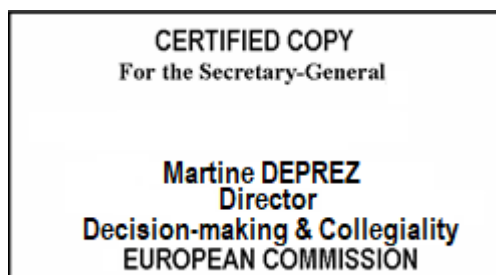 CERTIFIED COPY
For the Secretary-General
Martine DEPREZ
Director
Decision-making & Collegiality
EUROPEAN COMMISSION